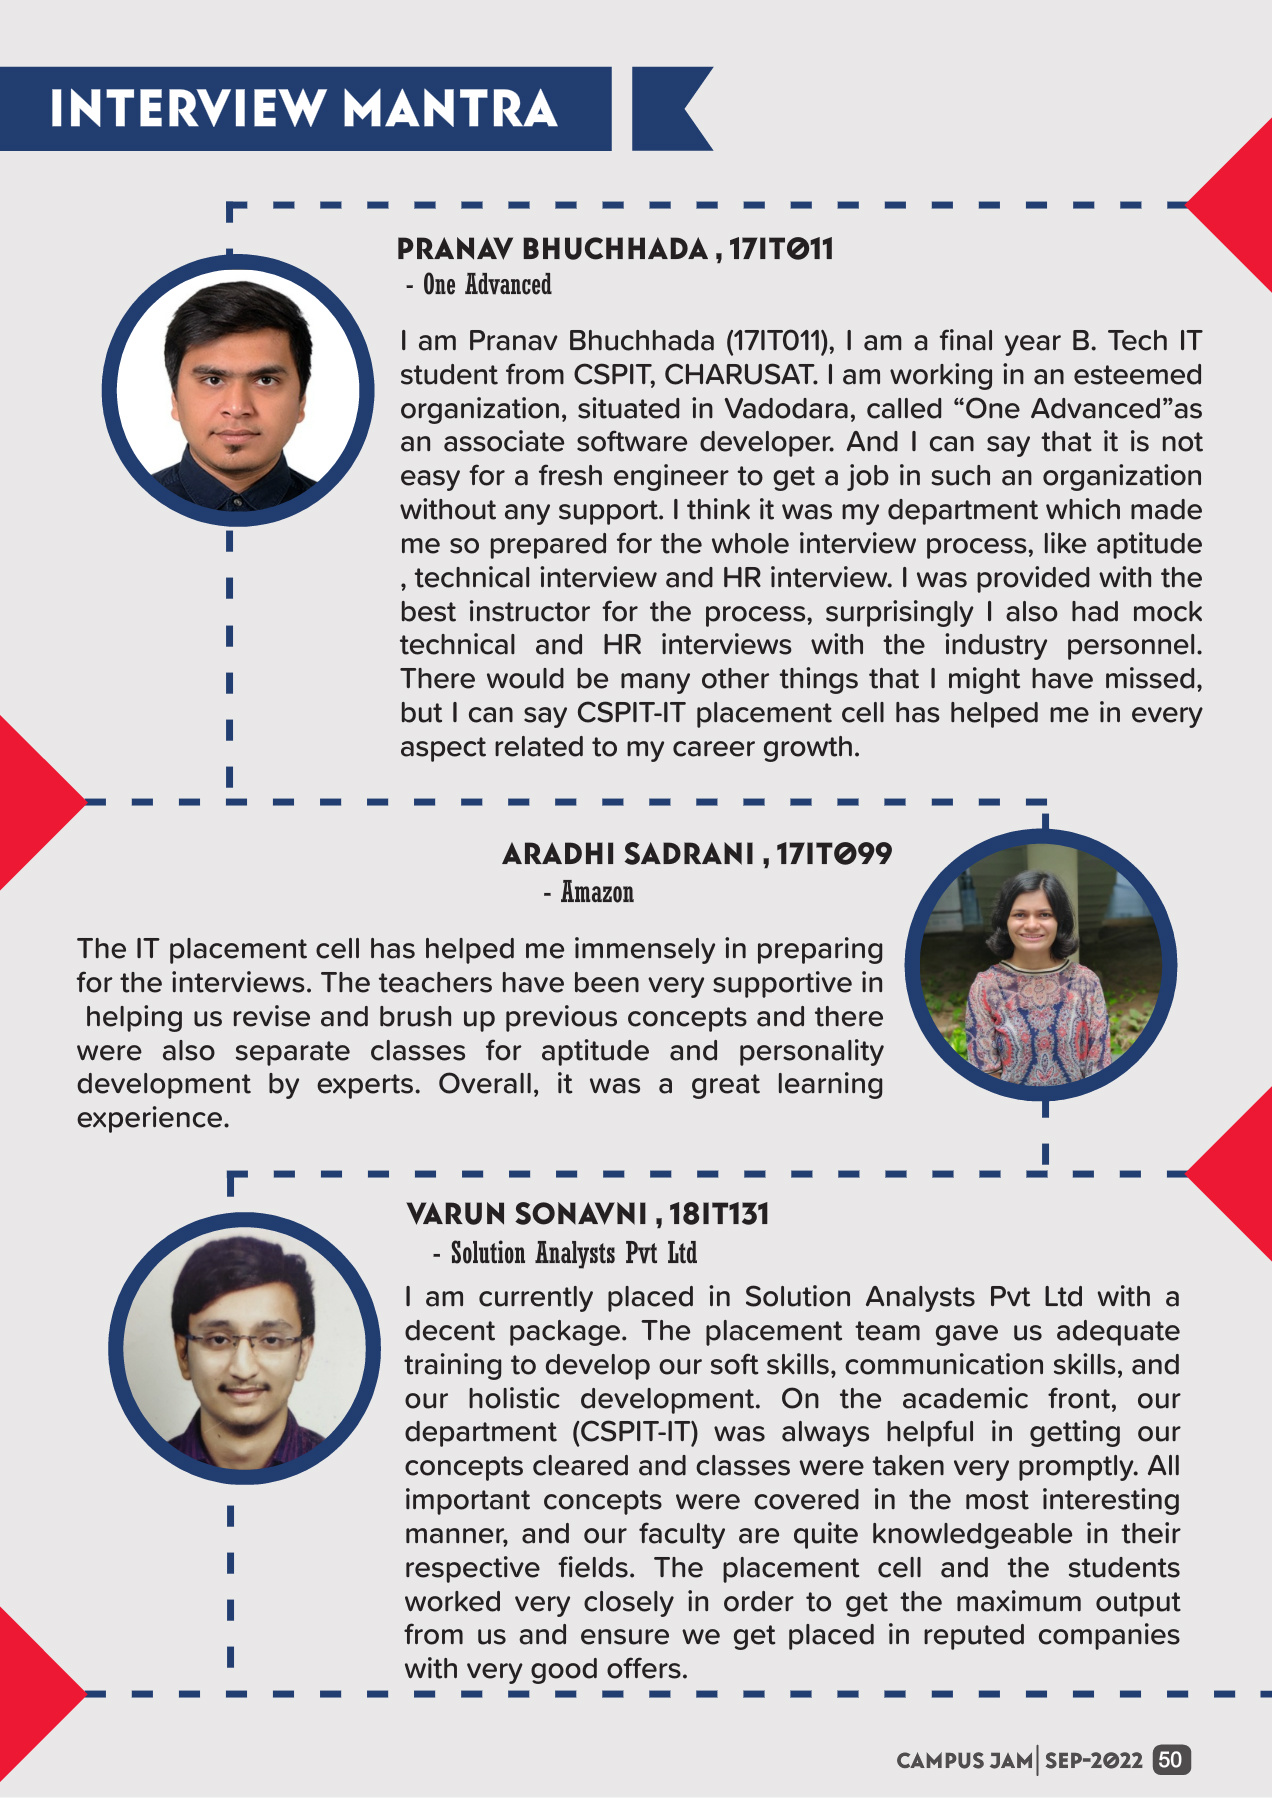 INTERVIEW MANTRA
PRANAV BHUCHHADA , 17IT011
- One Advanced
I am Pranav Bhuchhada (17IT011), I am a final year B. Tech IT
student from CSPIT, CHARUSAT. I am working in an esteemed
organization, situated in Vadodara, called “One Advanced”as
an associate software developer. And I can say that it is not
easy for a fresh engineer to get a job in such an organization
without any support. I think it was my department which made
me so prepared for the whole interview process, like aptitude
, technical interview and HR interview. I was provided with the
best instructor for the process, surprisingly I also had mock
technical and HR interviews with the industry personnel.
There would be many other things that I might have missed,
but I can say CSPIT-IT placement cell has helped me in every
aspect related to my career growth.
ARADHI SADRANI , 17IT099
- Amazon
The IT placement cell has helped me immensely in preparing
for the interviews. The teachers have been very supportive in
helping us revise and brush up previous concepts and there
were also separate classes for aptitude and personality
development by experts. Overall, it was a great learning
experience.
VARUN SONAVNI , 18IT131
- Solution Analysts Pvt Ltd
I am currently placed in Solution Analysts Pvt Ltd with a
decent package. The placement team gave us adequate
training to develop our soft skills, communication skills, and
our holistic development. On the academic front, our
department (CSPIT-IT) was always helpful in getting our
concepts cleared and classes were taken very promptly. All
important concepts were covered in the most interesting
manner, and our faculty are quite knowledgeable in their
respective fields. The placement cell and the students
worked very closely in order to get the maximum output
from us and ensure we get placed in reputed companies
with very good offers.
CAMPUS JAM| SEP-2022 50